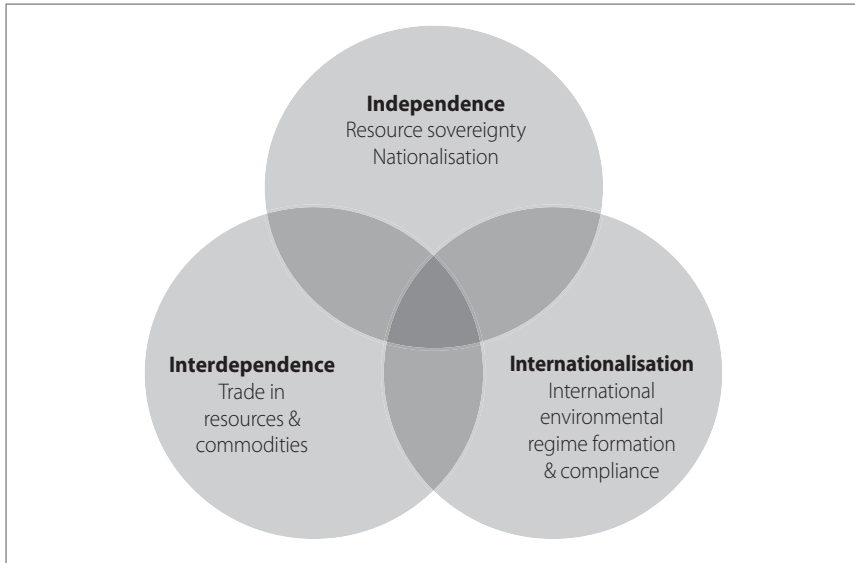 Independence
Resource sovereignty
Nationalisation
Interdependence
Trade in
resources &
commodities
Internationalisation
International
environmental
regime formation
& compliance